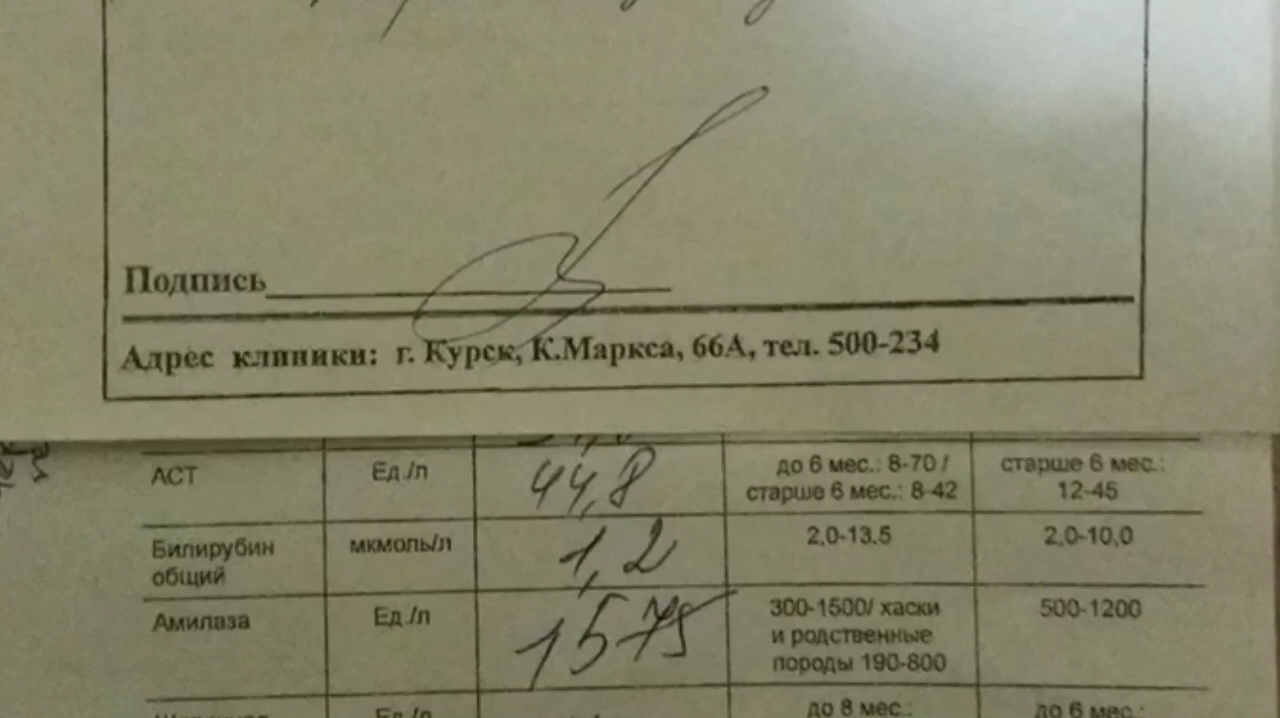 Подпись
Адрес клиники: г. Курск, К.Маркса, 66А, тел. 500-234
АСТ Ед./л 44,8 до 6 мес.: 8-70 / старше 6 мес.:
старше 6 мес.: 8-42 12-45
Билирубин мкмоль/л 1,2 2,0-13.5 2,0-10,0
общий
Амилаза Ед./л 1575 300-1500/ хаски 500-1200
и родственные
породы 190-800
Ед./л до 8 мес.: до 6 мес.: